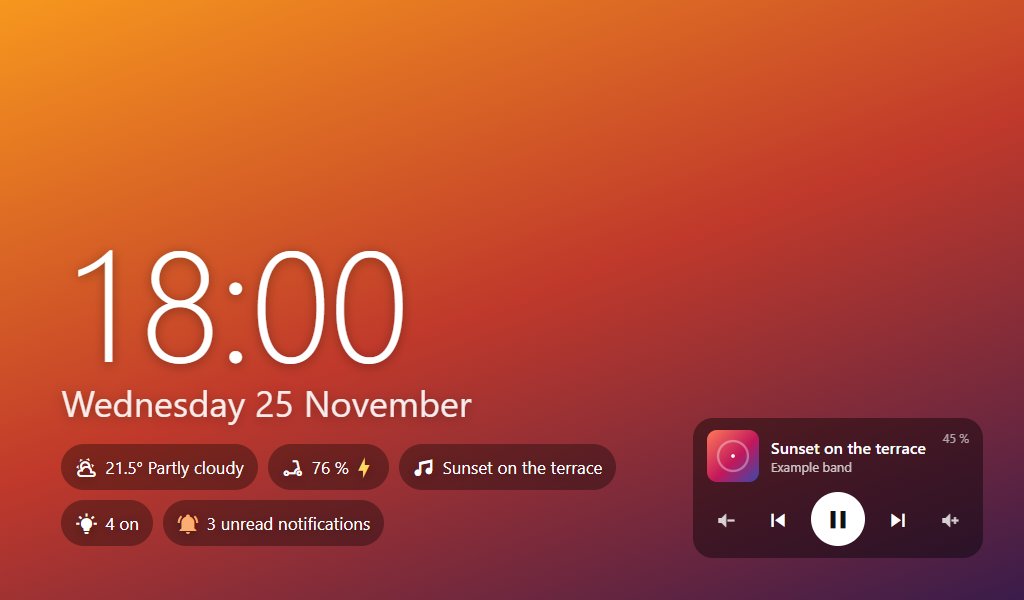 18:00
Wednesday 25 November
21.5° Partly cloudy
76 %
Sunset on the terrace
4 on
3 unread notifications
45 %
Sunset on the terrace
Example band